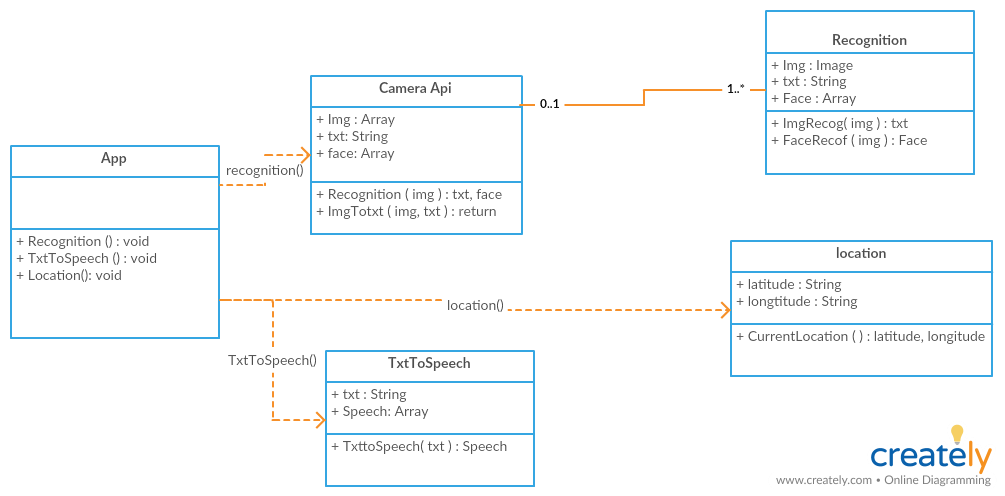 App
+ Recognition () : void
+ TxtToSpeech () : void
+ Location(): void
recognition()
Camera Api
+ Img : Array
+ txt: String
+ face: Array
+ Recognition ( img ) : txt, face
+ ImgTotxt ( img, txt ) : return
0..1
1..*
Recognition
+ Img : Image
+ txt : String
+ Face : Array
+ ImgRecog( img ) : txt
+ FaceRecof ( img ) : Face
location()
location
+ latitude : String
+ longtitude : String
+ CurrentLocation ( ) : latitude, longitude
TxtToSpeech()
TxtToSpeech
+ txt : String
+ Speech: Array
+ TxttoSpeech( txt ) : Speech
creately
www.creately.com • Online Diagramming